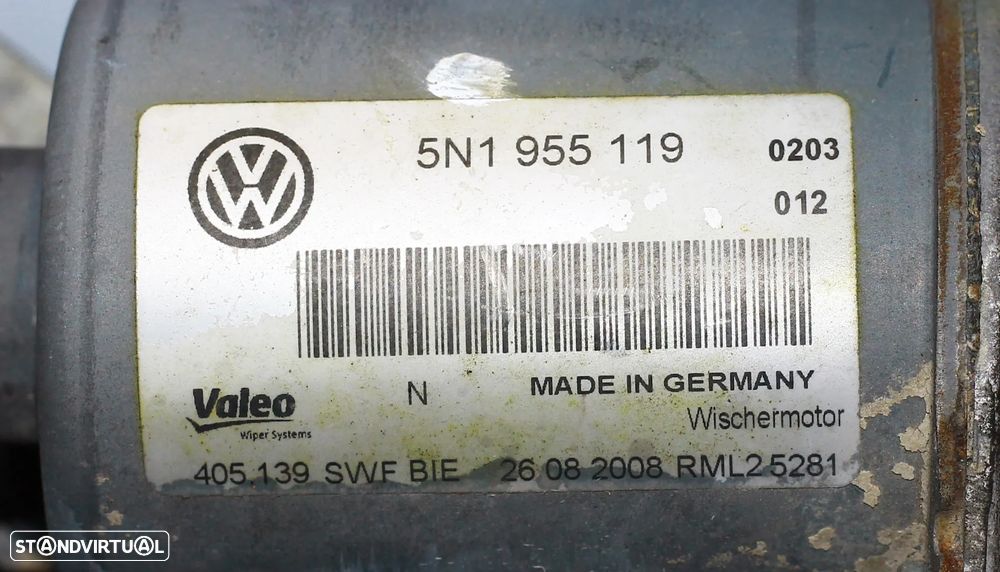 5N1 955 119 0203
012
VW
Valeo
Wiper Systems
N
MADE IN GERMANY
Wischermotor
405.139 SWF BIE 26 08 2008 RML2 5281
STANDVIRTUAL